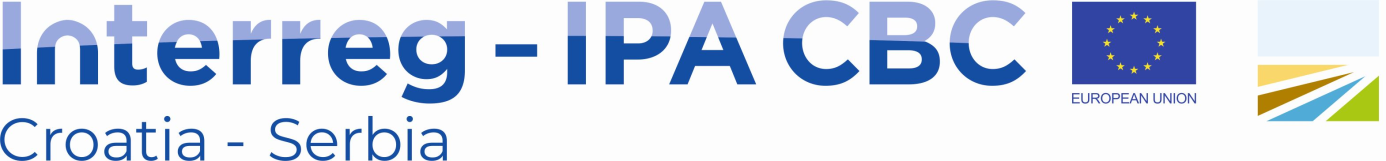 Interreg - IPA CBC
EUROPEAN UNION
Croatia - Serbia